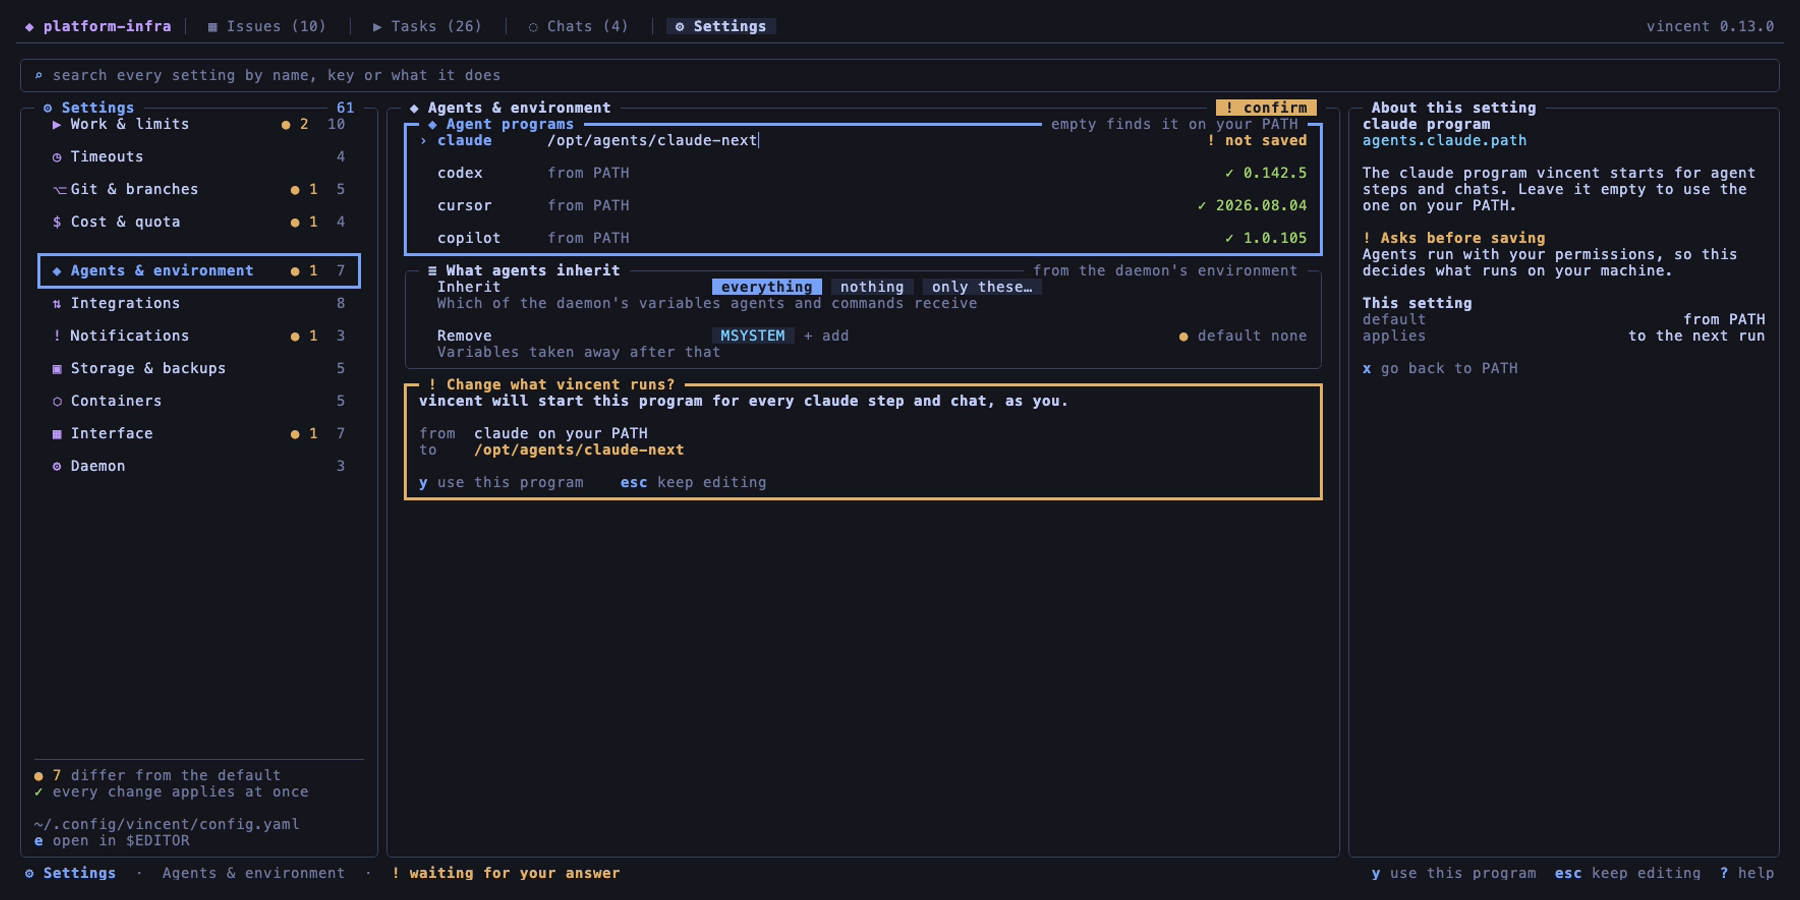 ◆ platform-infra │ ▦ Issues (10) │ ▶ Tasks (26) │ ◌ Chats (4) │ ⚙ Settings vincent 0.13.0
⌕ search every setting by name, key or what it does
⚙ Settings 61
▶ Work & limits ● 2 10
◷ Timeouts 4
⌥ Git & branches ● 1 5
$ Cost & quota ● 1 4
◆ Agents & environment ● 1 7
⇅ Integrations 8
! Notifications ● 1 3
▣ Storage & backups 5
⬡ Containers 5
▦ Interface ● 1 7
⚙ Daemon 3
● 7 differ from the default
✓ every change applies at once
~/.config/vincent/config.yaml
e open in $EDITOR
◆ Agents & environment ! confirm
◆ Agent programs empty finds it on your PATH
› claude /opt/agents/claude-next ! not saved
codex from PATH ✓ 0.142.5
cursor from PATH ✓ 2026.08.04
copilot from PATH ✓ 1.0.105
≡ What agents inherit from the daemon's environment
Inherit everything nothing only these…
Which of the daemon's variables agents and commands receive
Remove MSYSTEM + add ● default none
Variables taken away after that
! Change what vincent runs?
vincent will start this program for every claude step and chat, as you.
from claude on your PATH
to /opt/agents/claude-next
y use this program esc keep editing
About this setting
claude program
agents.claude.path
The claude program vincent starts for agent
steps and chats. Leave it empty to use the
one on your PATH.
! Asks before saving
Agents run with your permissions, so this
decides what runs on your machine.
This setting
default from PATH
applies to the next run
x go back to PATH
⚙ Settings · Agents & environment · ! waiting for your answer y use this program esc keep editing ? help